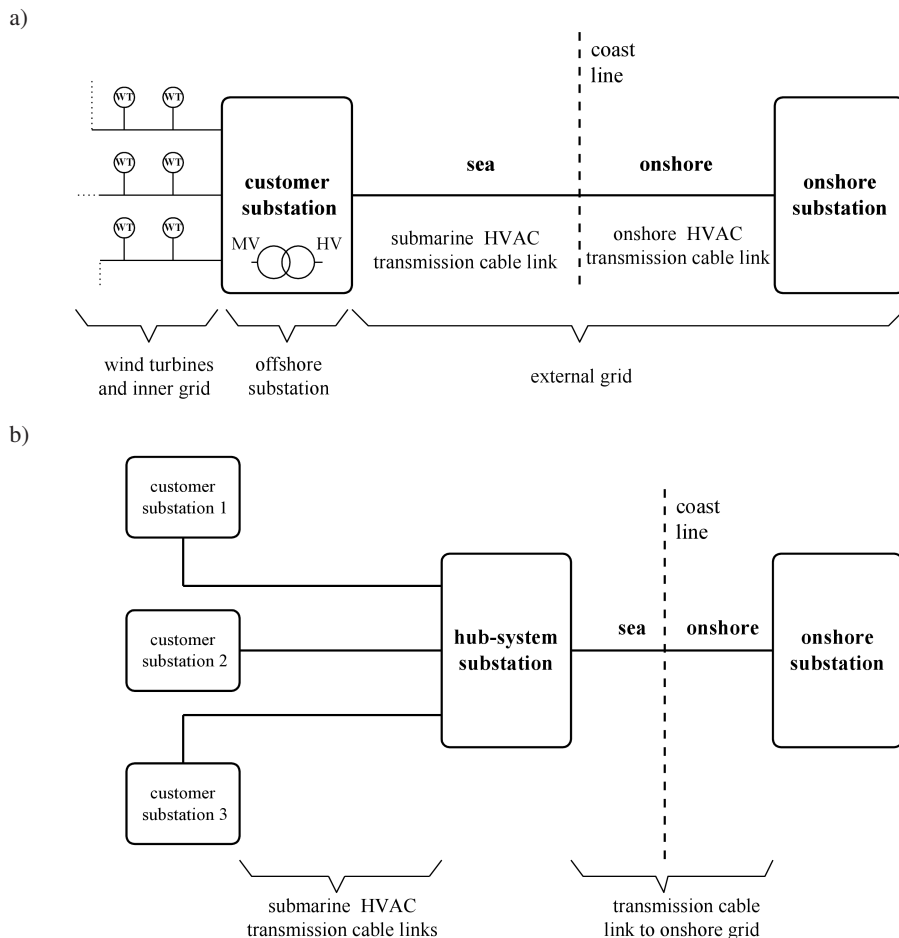 a)
coast
line
WT WT
WT WT
WT WT
customer
substation
MV HV
sea
onshore
submarine HVAC
transmission cable link
onshore HVAC
transmission cable link
onshore
substation
wind turbines
and inner grid
offshore
substation
external grid
b)
customer
substation 1
customer
substation 2
customer
substation 3
hub-system
substation
coast
line
sea
onshore
onshore
substation
submarine HVAC
transmission cable links
transmission cable
link to onshore grid